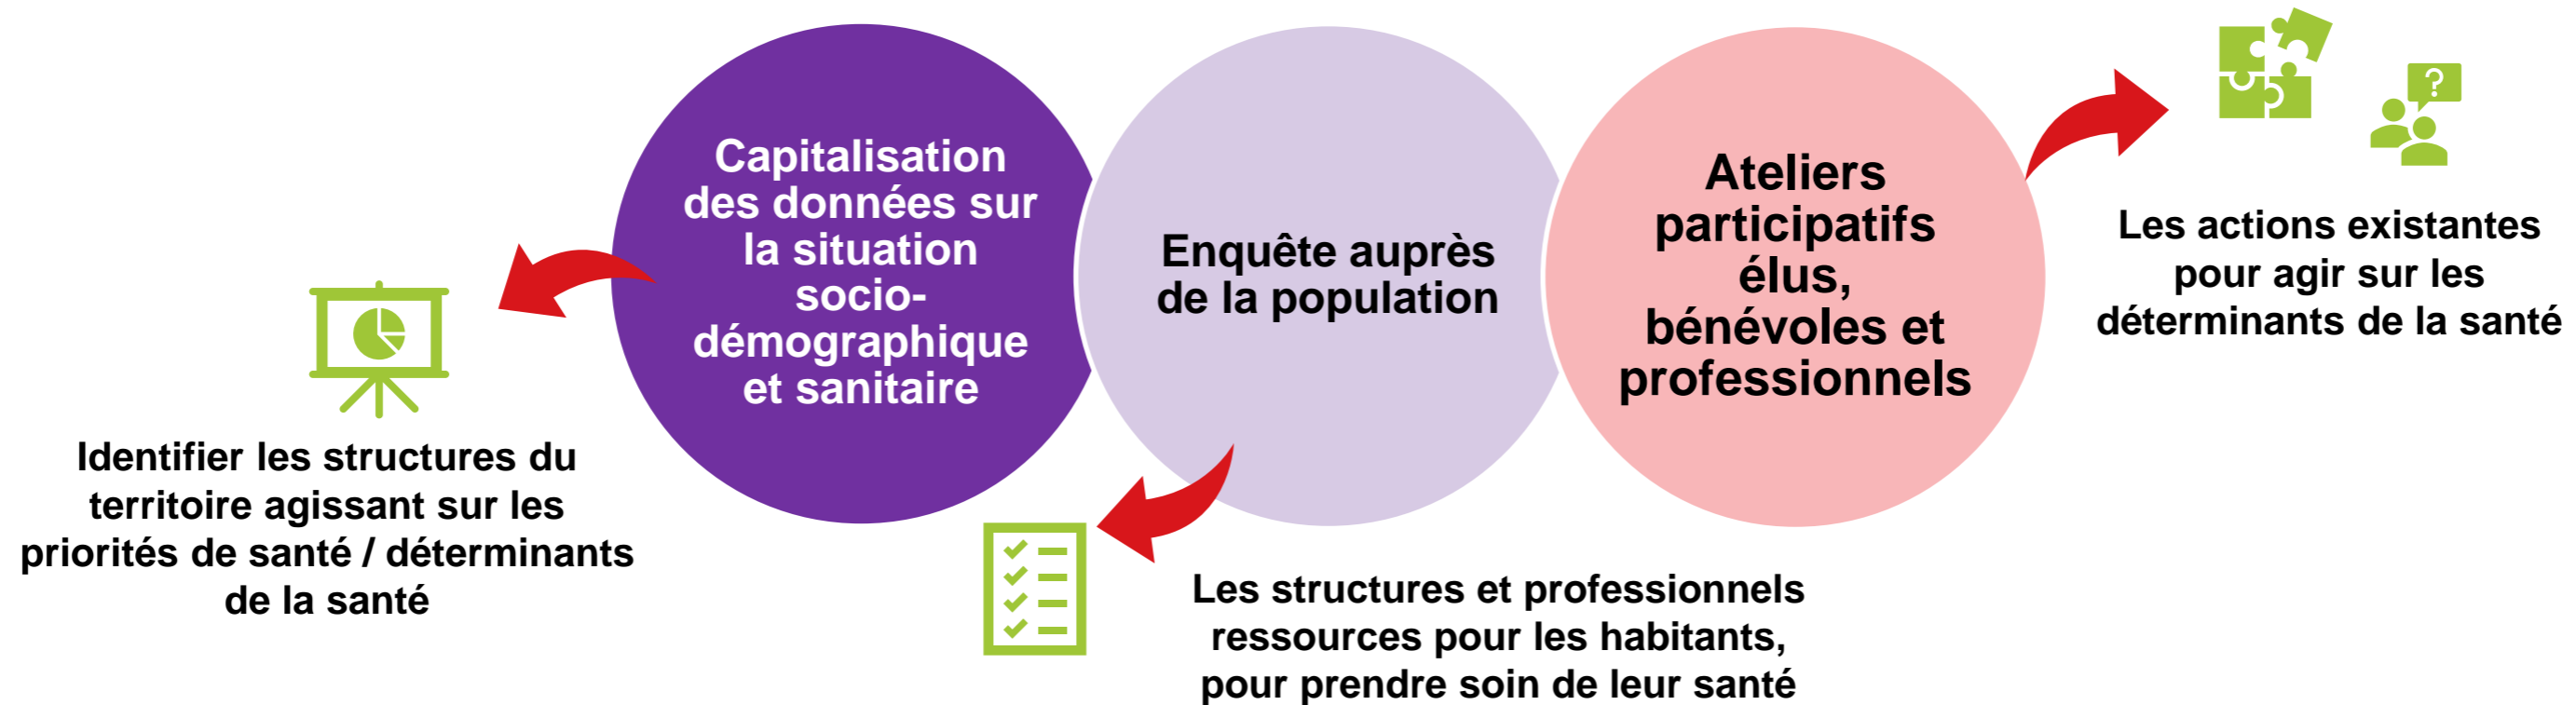 Capitalisation
des données sur
la situation
socio-
démographique
et sanitaire
Identifier les structures du
territoire agissant sur les
priorités de santé / déterminants
de la santé
Enquête auprès
de la population
Les structures et professionnels
ressources pour les habitants,
pour prendre soin de leur santé
Ateliers
participatifs
élus,
bénévoles et
professionnels
?
Les actions existantes
pour agir sur les
déterminants de la santé